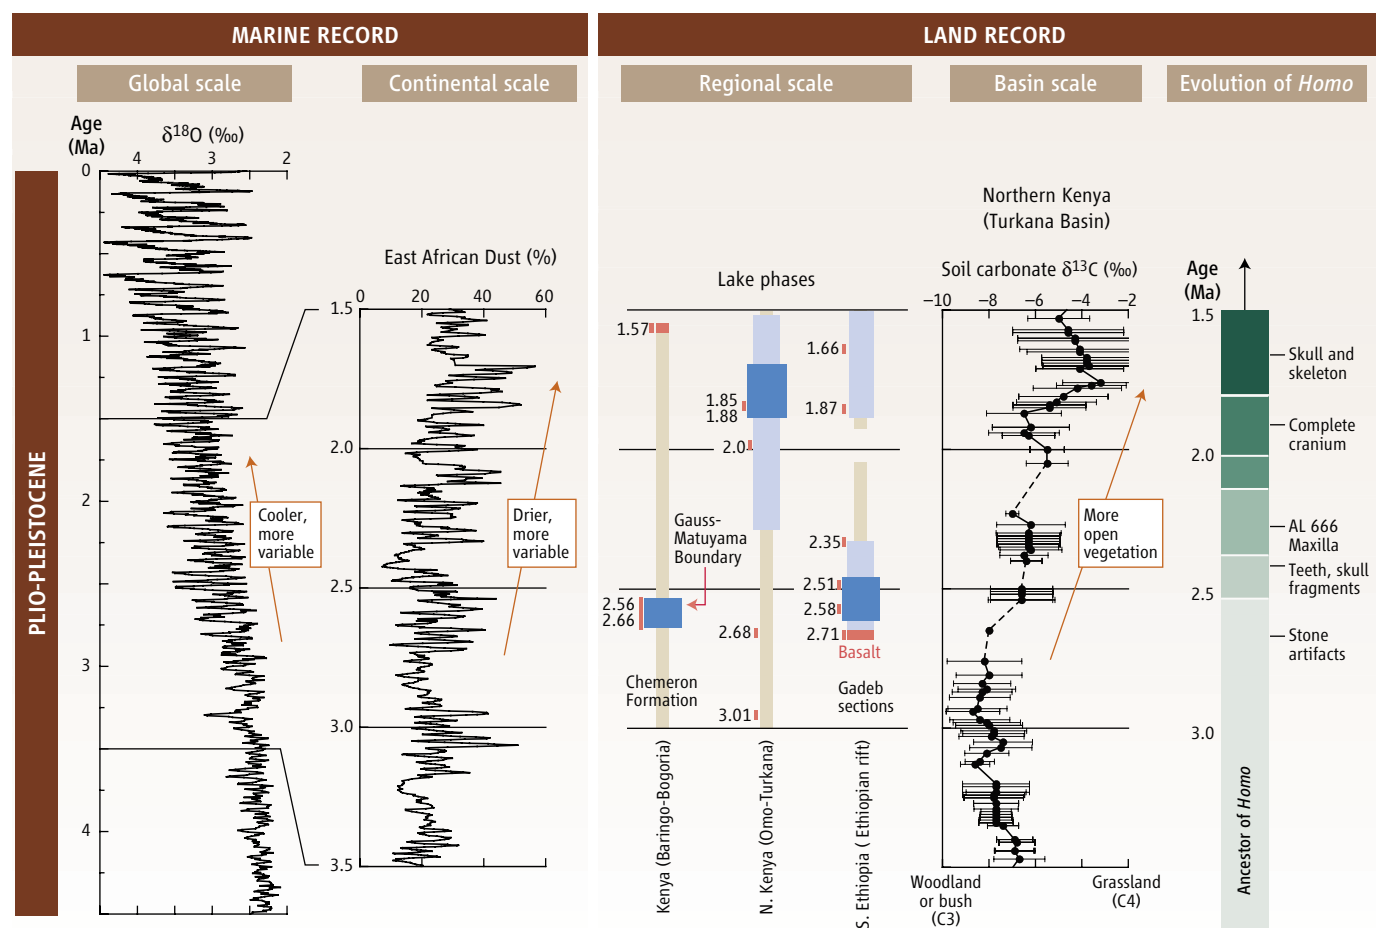 MARINE RECORD
LAND RECORD
Global scale
Continental scale
Regional scale
Basin scale
Evolution of Homo
Age
(Ma)
δ18O (‰)
4
3
2
0
1
2
3
4
PLIO-PLEISTOCENE
Cooler,
more
variable
East African Dust (%)
0
20
40
60
1.5
2.0
2.5
3.0
3.5
Drier,
more
variable
Lake phases
1.57
2.56
2.66
Gauss-
Matuyama
Boundary
Chemeron
Formation
1.85
1.88
2.0
2.68
3.01
1.66
1.87
2.35
2.51
2.58
2.71
Basalt
Gadeb
sections
Kenya (Baringo-Bogoria)
N. Kenya (Omo-Turkana)
S. Ethiopia ( Ethiopian rift)
Northern Kenya
(Turkana Basin)
Soil carbonate δ13C (‰)
–10
–8
–6
–4
–2
More
open
vegetation
Woodland
or bush
(C3)
Grassland
(C4)
Age
(Ma)
1.5
2.0
2.5
3.0
Skull and
skeleton
Complete
cranium
AL 666
Maxilla
Teeth, skull
fragments
Stone
artifacts
Ancestor of Homo